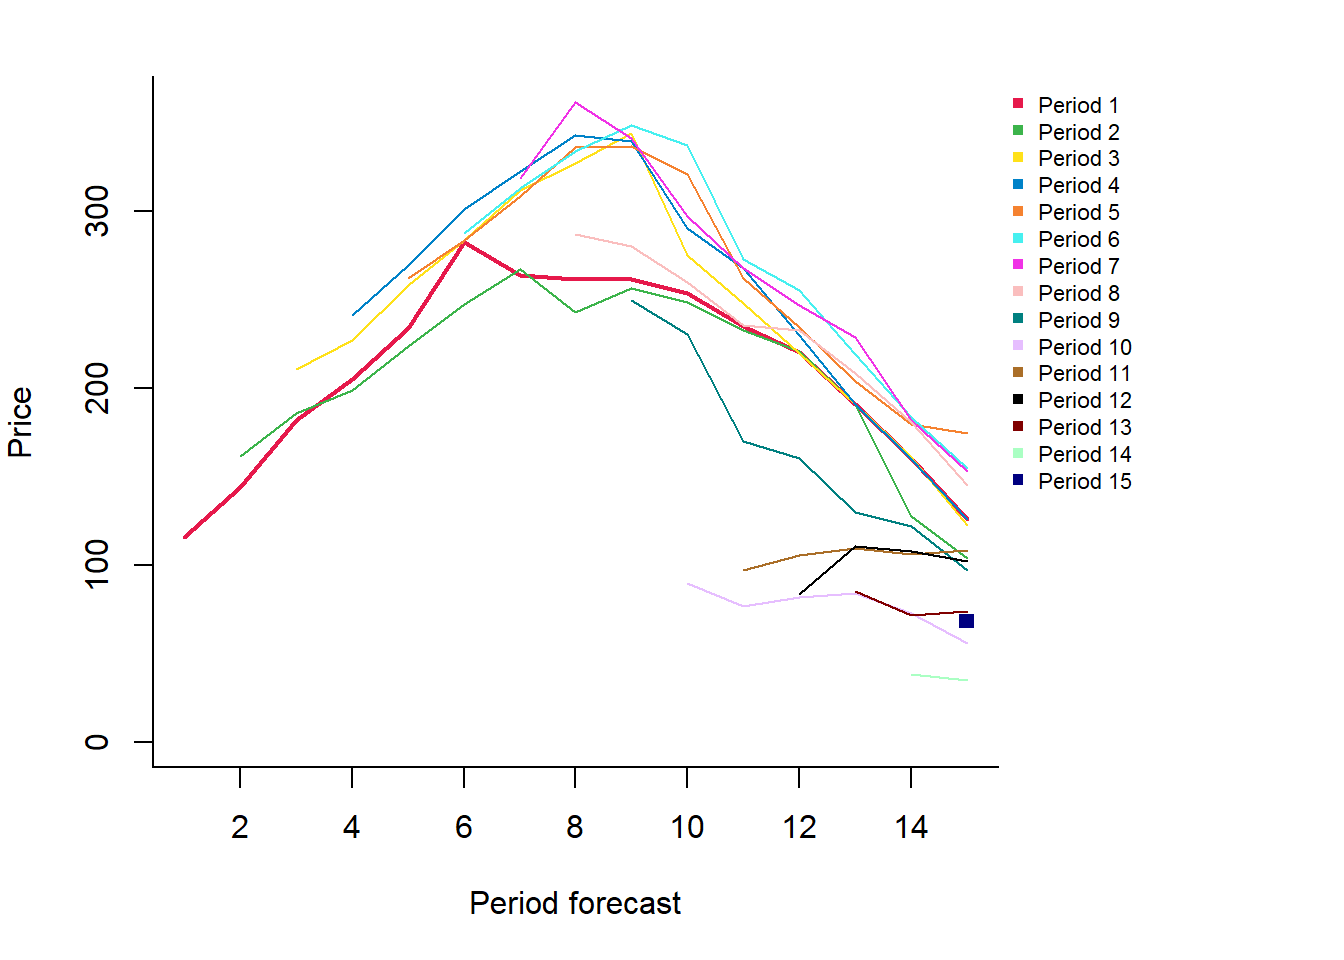 Price
0
100
200
300
2 4 6 8 10 12 14
Period forecast
Period 1
Period 2
Period 3
Period 4
Period 5
Period 6
Period 7
Period 8
Period 9
Period 10
Period 11
Period 12
Period 13
Period 14
Period 15